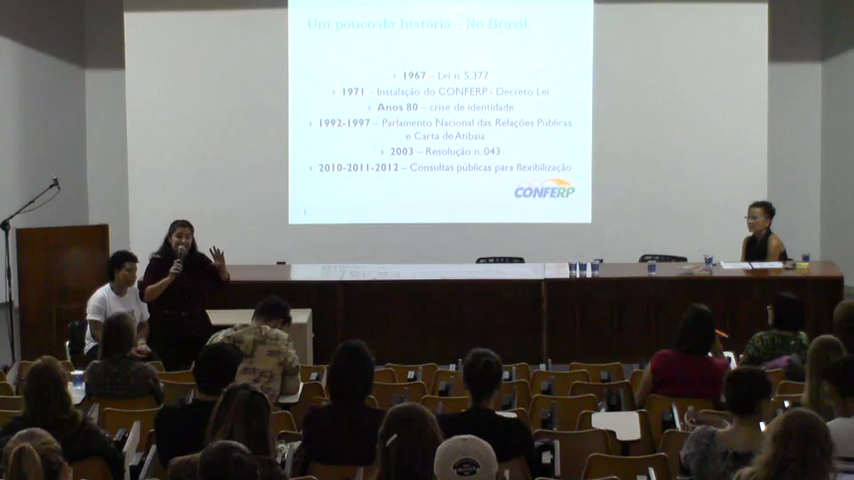 Um pouco da história – No Brasil
› 1967 – Lei n. 5.377
› 1971 – Instalação do CONFERP - Decreto Lei
› Anos 80 – crise de identidade
› 1992-1997 – Parlamento Nacional das Relações Públicas
e Carta de Atibaia
› 2003 – Resolução n. 043
› 2010-2011-2012 – Consultas públicas para flexibilização
CONFERP